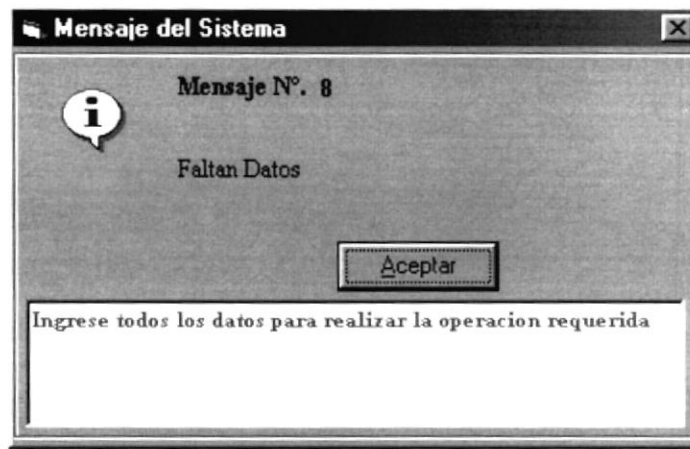 Mensaje del Sistema
Mensaje N°. 8
Faltan Datos
Aceptar
Ingrese todos los datos para realizar la operacion requerida